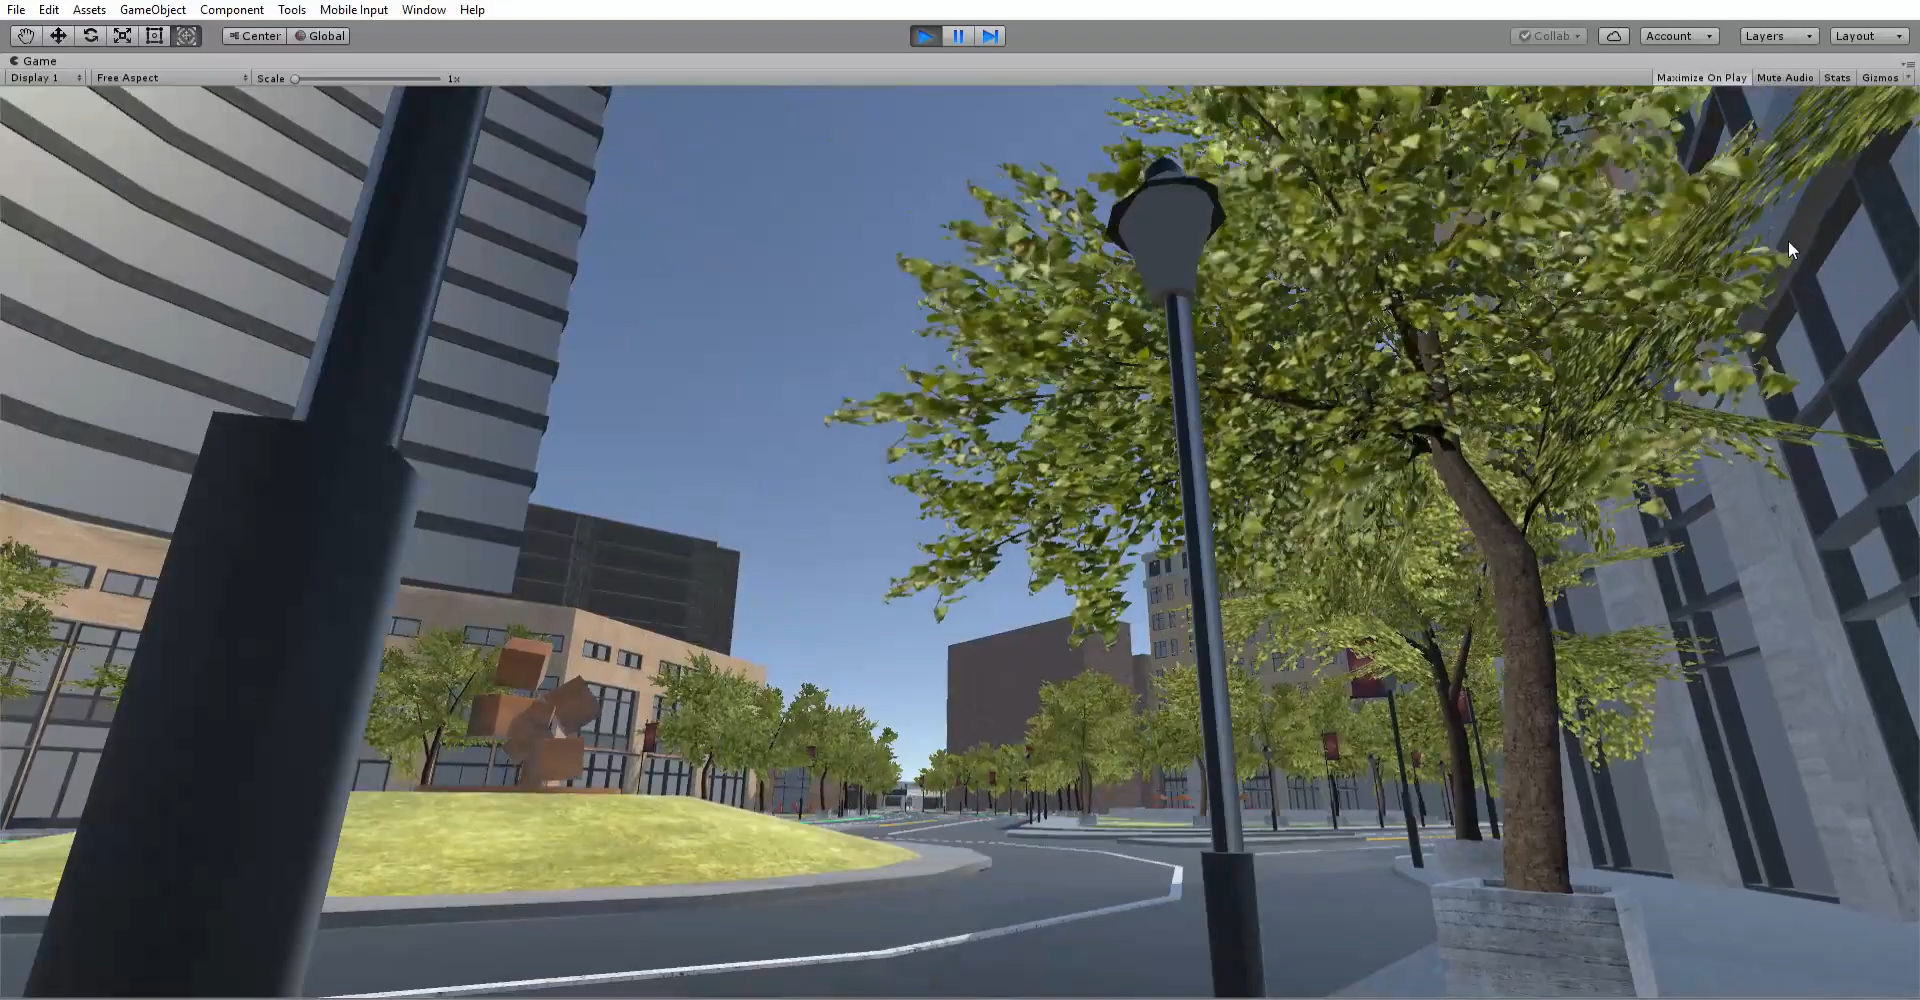 File Edit Assets GameObject Component Tools Mobile Input Window Help
Center Global Collab Account Layers Layout
Game
Display 1 Free Aspect Scale 1x Maximize On Play Mute Audio Stats Gizmos